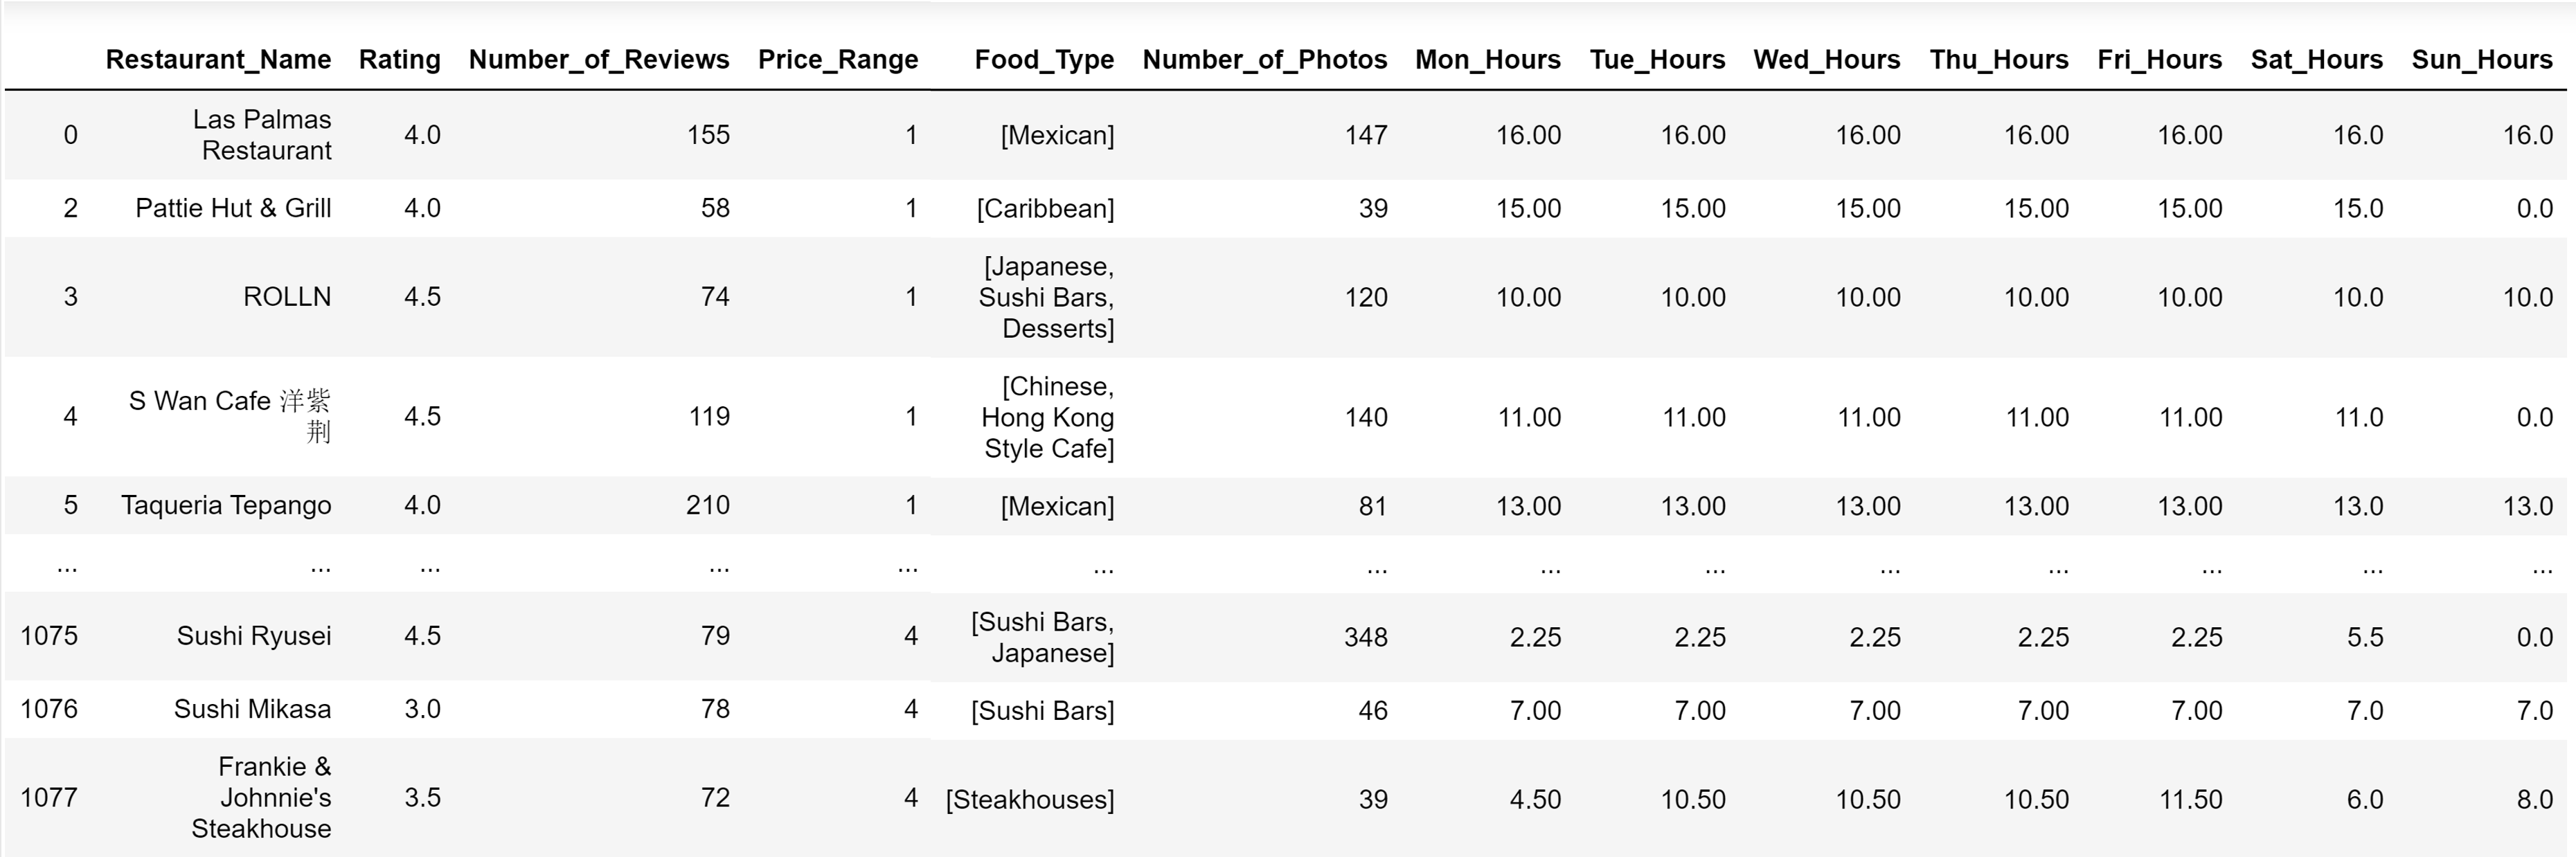 Restaurant_Name Rating Number_of_Reviews Price_Range Food_Type Number_of_Photos Mon_Hours Tue_Hours Wed_Hours Thu_Hours Fri_Hours Sat_Hours Sun_Hours
0 Las Palmas Restaurant 4.0 155 1 [Mexican] 147 16.00 16.00 16.00 16.00 16.00 16.0 16.0
2 Pattie Hut & Grill 4.0 58 1 [Caribbean] 39 15.00 15.00 15.00 15.00 15.00 15.0 0.0
3 ROLLN 4.5 74 1 [Japanese, Sushi Bars, Desserts] 120 10.00 10.00 10.00 10.00 10.00 10.0 10.0
4 S Wan Cafe 洋紫荆 4.5 119 1 [Chinese, Hong Kong Style Cafe] 140 11.00 11.00 11.00 11.00 11.00 11.0 0.0
5 Taqueria Tepango 4.0 210 1 [Mexican] 81 13.00 13.00 13.00 13.00 13.00 13.0 13.0
... ... ... ... ... ... ... ... ... ... ... ... ... ...
1075 Sushi Ryusei 4.5 79 4 [Sushi Bars, Japanese] 348 2.25 2.25 2.25 2.25 2.25 5.5 0.0
1076 Sushi Mikasa 3.0 78 4 [Sushi Bars] 46 7.00 7.00 7.00 7.00 7.00 7.0 7.0
1077 Frankie & Johnnie's Steakhouse 3.5 72 4 [Steakhouses] 39 4.50 10.50 10.50 10.50 11.50 6.0 8.0